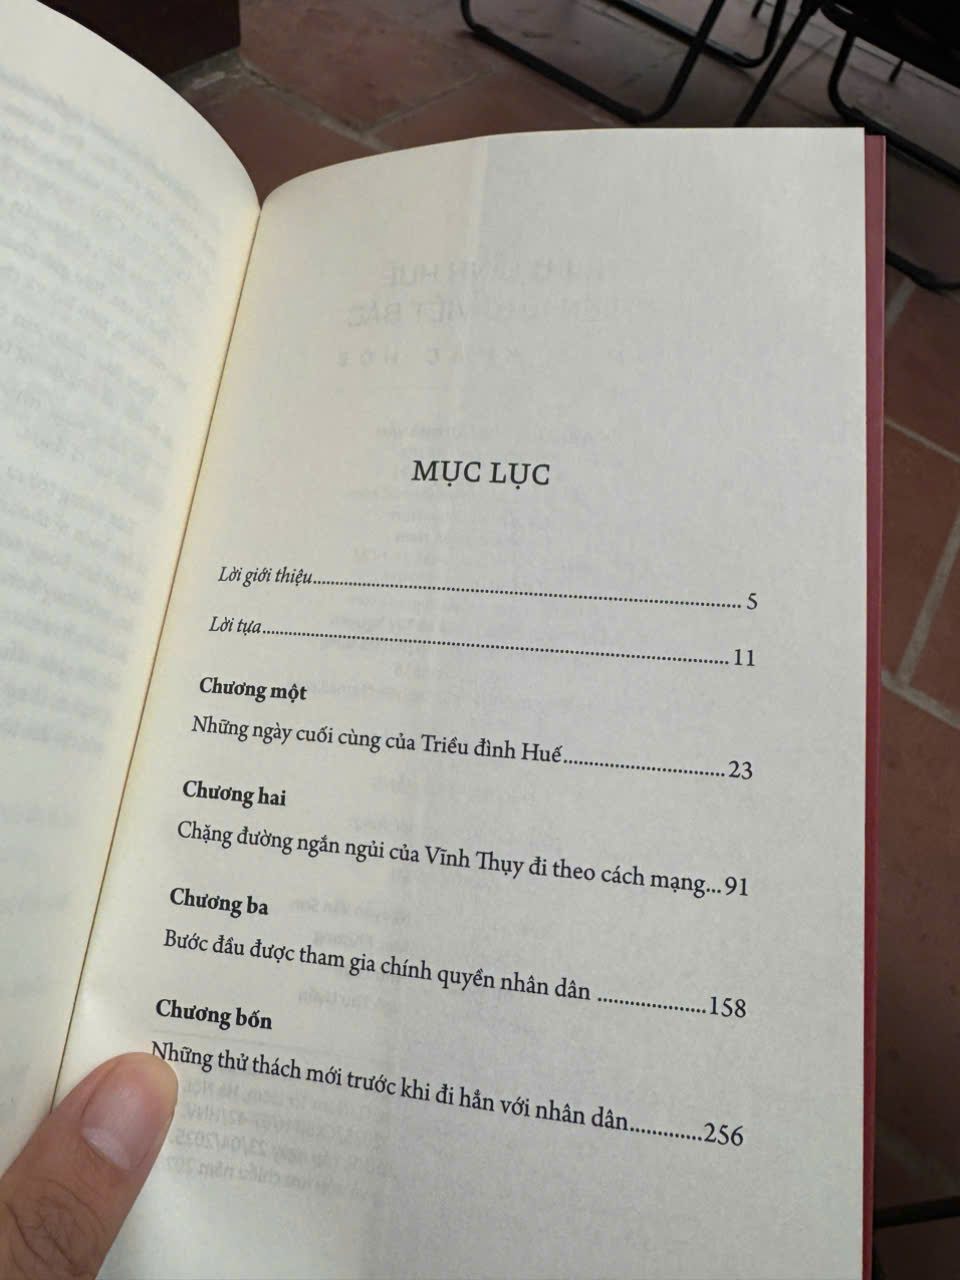 MỤC LỤC
Lời giới thiệu.......................................................................... 5
Lời tựa................................................................................ 11
Chương một
Những ngày cuối cùng của Triều đình Huế............................ 23
Chương hai
Chặng đường ngắn ngủi của Vĩnh Thụy đi theo cách mạng... 91
Chương ba
Bước đầu được tham gia chính quyền nhân dân ................... 158
Chương bốn
Những thử thách mới trước khi đi hẳn với nhân dân............. 256